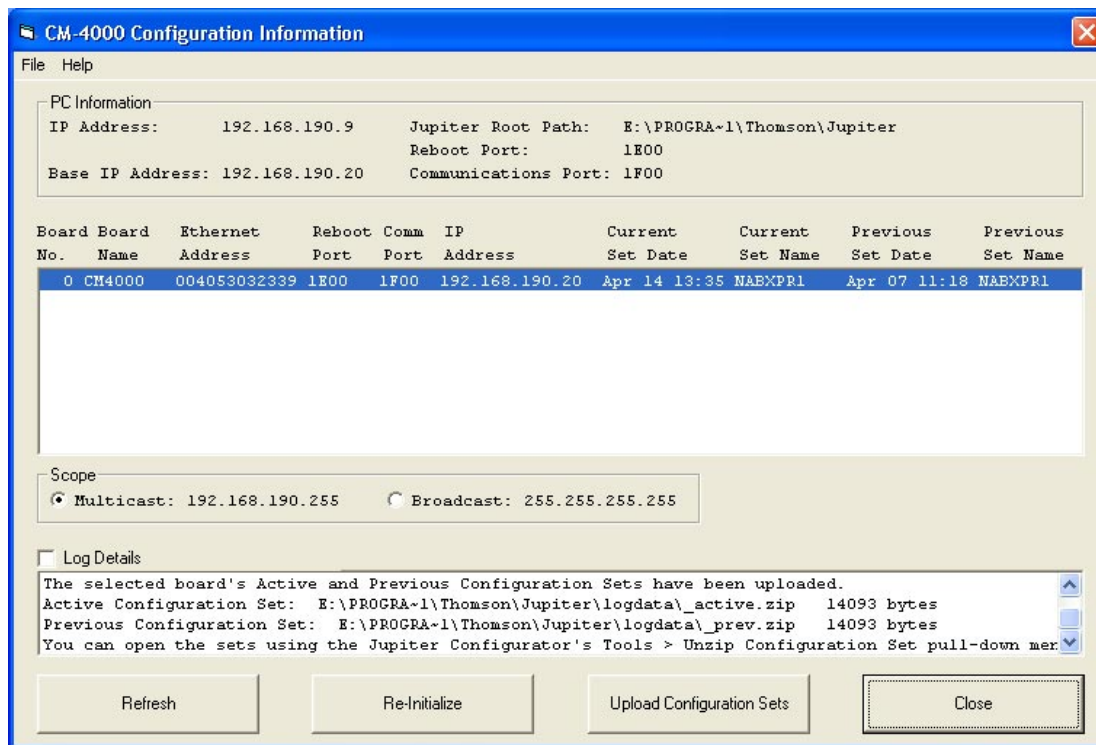 CM-4000 Configuration Information
File Help
PC Information
IP Address: 192.168.190.9 Jupiter Root Path: E:\PROGRA~1\Thomson\Jupiter
Reboot Port: 1E00
Base IP Address: 192.168.190.20 Communications Port: 1F00
Board Board Ethernet Reboot Comm IP Current Current Previous Previous
No. Name Address Port Port Address Set Date Set Name Set Date Set Name
0 CM4000 004053032339 1E00 1F00 192.168.190.20 Apr 14 13:35 NABXPR1 Apr 07 11:18 NABXPR1
Scope
Multicast: 192.168.190.255 Broadcast: 255.255.255.255
Log Details
The selected board's Active and Previous Configuration Sets have been uploaded.
Active Configuration Set: E:\PROGRA~1\Thomson\Jupiter\logdata\_active.zip 14093 bytes
Previous Configuration Set: E:\PROGRA~1\Thomson\Jupiter\logdata\_prev.zip 14093 bytes
You can open the sets using the Jupiter Configurator's Tools > Unzip Configuration Set pull-down
Refresh Re-Initialize Upload Configuration Sets Close